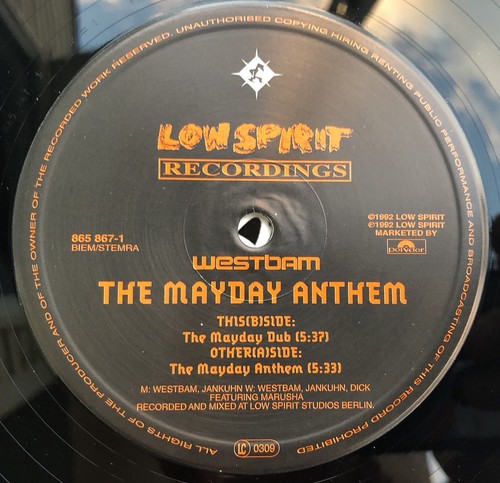 ALL RIGHTS OF THE PRODUCER AND OF THE OWNER OF THE RECORDED WORK RESERVED. UNAUTHORISED COPYING HIRING RENTING PUBLIC PERFORMANCE AND BROADCASTING OF THIS RECORD PROHIBITED
LOW SPIRIT
RECORDINGS
865 867-1
BIEM/STEMRA
℗1992 LOW SPIRIT
©1992 LOW SPIRIT
MARKETED BY
polydor
westbam
THE MAYDAY ANTHEM
THIS(B)SIDE:
The Mayday Dub (5:37)
OTHER(A)SIDE:
The Mayday Anthem (5:33)
M: WESTBAM, JANKUHN W: WESTBAM, JANKUHN, DICK
FEATURING MARUSHA
RECORDED AND MIXED AT LOW SPIRIT STUDIOS BERLIN.
LC 0309